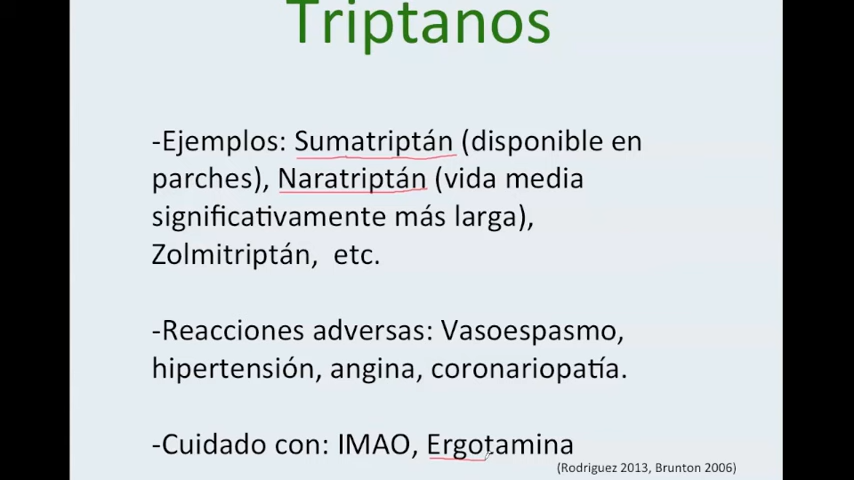 Triptanos
-Ejemplos: Sumatriptán (disponible en
parches), Naratriptán (vida media
significativamente más larga),
Zolmitriptán, etc.
-Reacciones adversas: Vasoespasmo,
hipertensión, angina, coronariopatía.
-Cuidado con: IMAO, Ergotamina
(Rodriguez 2013, Brunton 2006)